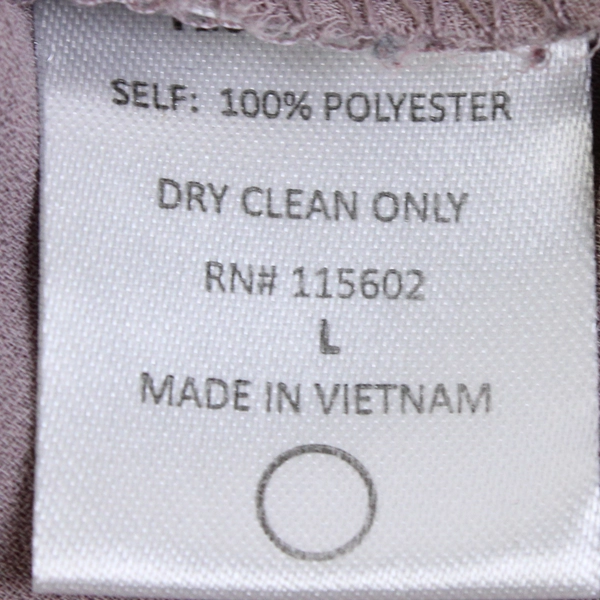 SELF: 100% POLYESTER
DRY CLEAN ONLY
RN# 115602
L
MADE IN VIETNAM